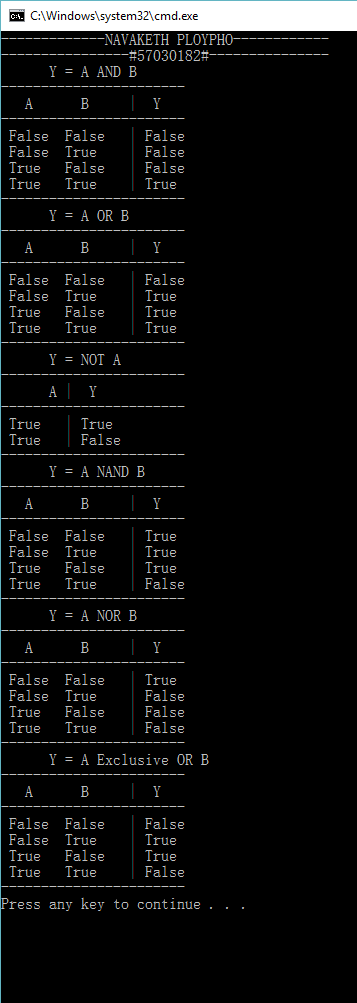 C:\Windows\system32\cmd.exe
-------------NAVAKETH PLOYPHO------------
----------------#57030182#---------------
Y = A AND B
-----------------------
A B | Y
-----------------------
False False | False
False True | False
True False | False
True True | True
-----------------------
Y = A OR B
-----------------------
A B | Y
-----------------------
False False | False
False True | True
True False | True
True True | True
-----------------------
Y = NOT A
-----------------------
A | Y
-----------------------
True | True
True | False
-----------------------
Y = A NAND B
-----------------------
A B | Y
-----------------------
False False | True
False True | True
True True | True
True True | False
-----------------------
Y = A NOR B
-----------------------
A B | Y
-----------------------
False False | True
False True | False
True False | False
True True | False
-----------------------
Y = A Exclusive OR B
-----------------------
A B | Y
-----------------------
False False | False
False True | True
True False | True
True True | False
-----------------------
Press any key to continue . . .